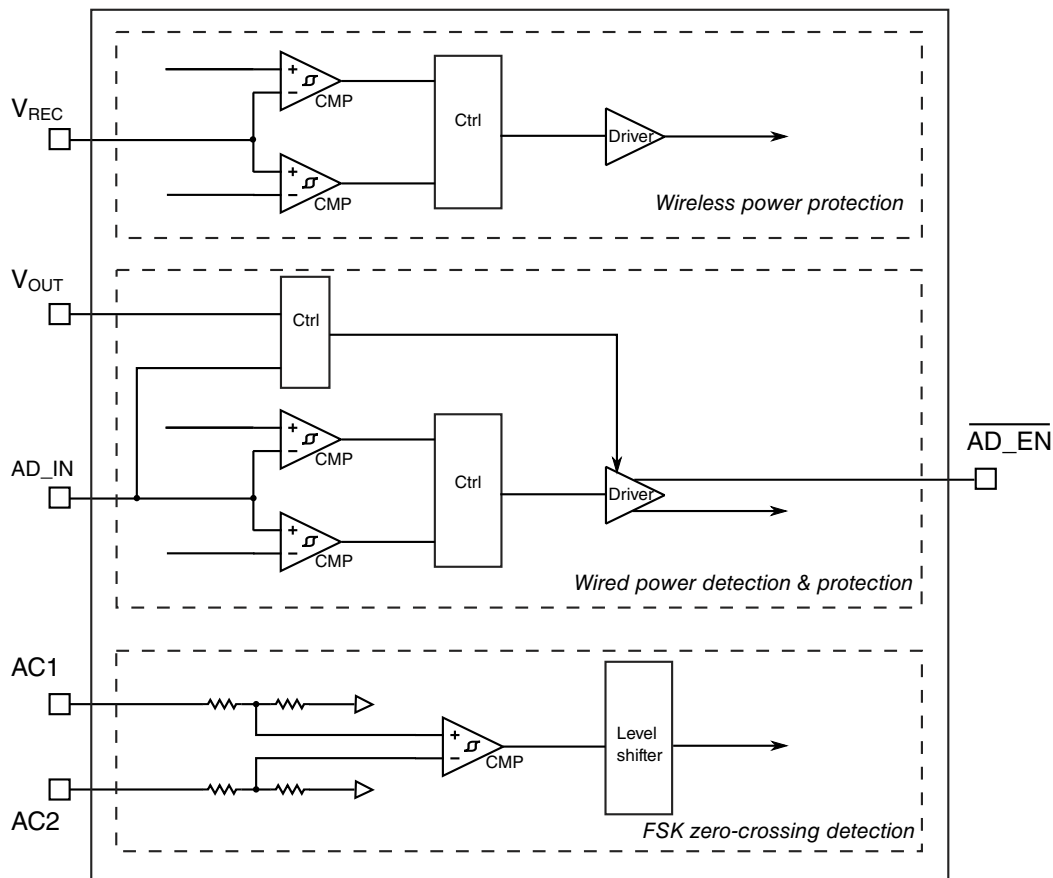 V_REC
+
−
CMP
+
−
CMP
Ctrl
Driver
Wireless power protection
V_OUT
Ctrl
AD_IN
+
−
CMP
+
−
CMP
Ctrl
Driver
AD_EN
Wired power detection & protection
AC1
AC2
+
−
CMP
Level
shifter
FSK zero-crossing detection